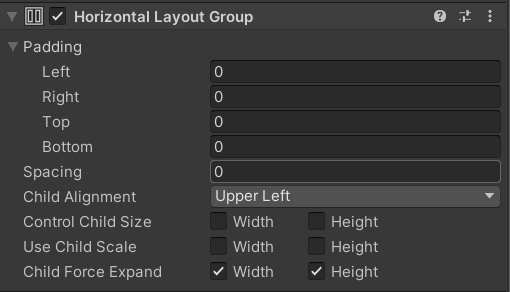 Horizontal Layout Group
Padding
Left 0
Right 0
Top 0
Bottom 0
Spacing 0
Child Alignment Upper Left
Control Child Size Width Height
Use Child Scale Width Height
Child Force Expand Width Height